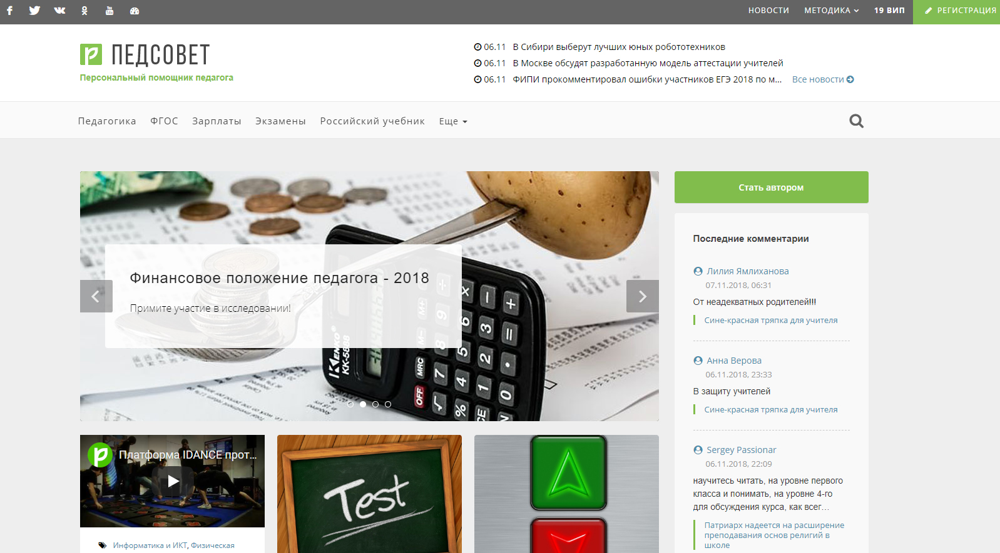 НОВОСТИ МЕТОДИКА 19 ВИП РЕГИСТРАЦИЯ
ПЕДСОВЕТ
Персональный помощник педагога
06.11 В Сибири выберут лучших юных робототехников
06.11 В Москве обсудят разработанную модель аттестации учителей
06.11 ФИПИ прокомментировал ошибки участников ЕГЭ 2018 по м... Все новости
Педагогика ФГОС Зарплаты Экзамены Российский учебник Еще
Финансовое положение педагога - 2018
Примите участие в исследовании!
KENKO
KK-5888
MRC
M+
M-
OFF
CE
Стать автором
Последние комментарии
Лилия Ямлиханова
07.11.2018, 06:31
От неадекватных родителей!!!
Сине-красная тряпка для учителя
Анна Верова
06.11.2018, 23:33
В защиту учителей
Сине-красная тряпка для учителя
Sergey Passionar
06.11.2018, 22:09
научитесь читать, на уровне первого
класса и понимать, на уровне 4-го
для обсуждения курса, как всег...
Патриарх надеется на расширение
преподавания основ религий в
школе
Платформа IDANCE прот...
Test
Информатика и ИКТ, Физическая